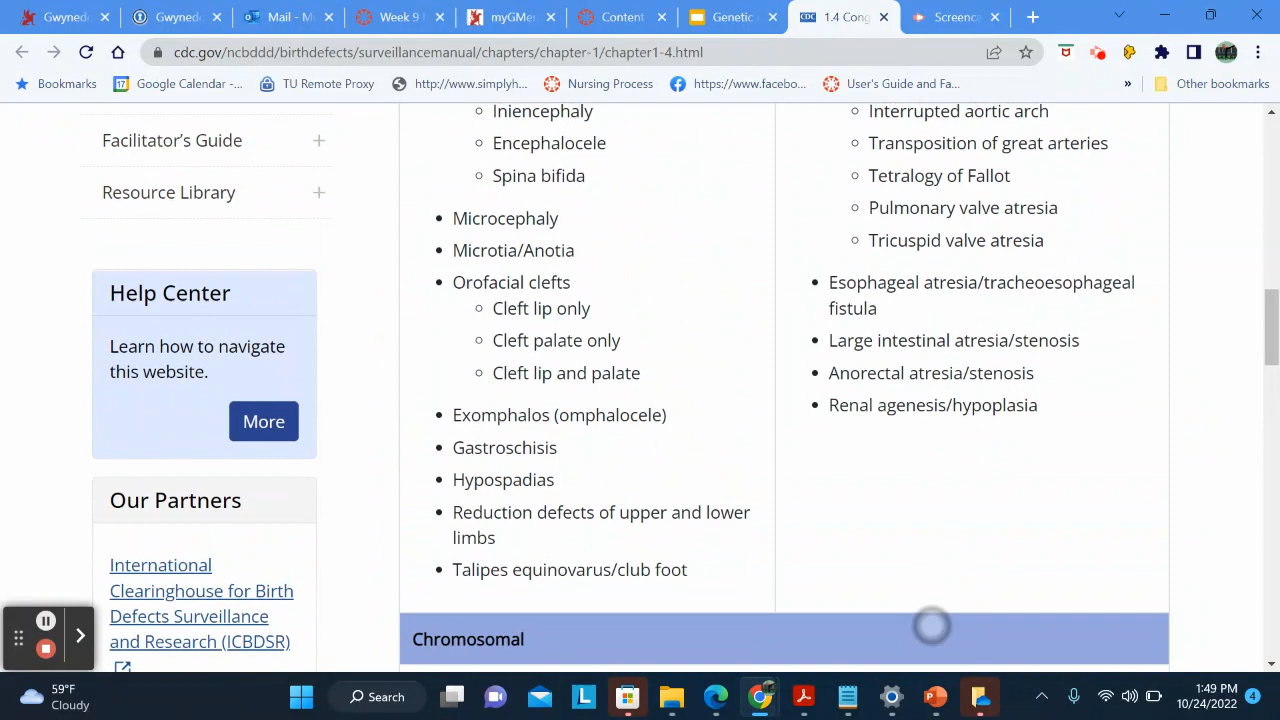 Gwynedd
Gwynedd
Mail - M
Week 9
myGMer
Content
Genetic
CDC
1.4 Cong
Screence
cdc.gov/ncbddd/birthdefects/surveillancemanual/chapters/chapter-1/chapter1-4.html
Bookmarks
17
Google Calendar -...
TU Remote Proxy
http://www.simplyh...
Nursing Process
https://www.facebo...
User's Guide and Fa...
»
Other bookmarks
Facilitator's Guide
Resource Library
Help Center
Learn how to navigate
this website.
More
Our Partners
International
Clearinghouse for Birth
Defects Surveillance
and Research (ICBDSR)
Iniencephaly
Encephalocele
Spina bifida
Microcephaly
Microtia/Anotia
Orofacial clefts
Cleft lip only
Cleft palate only
Cleft lip and palate
Exomphalos (omphalocele)
Gastroschisis
Hypospadias
Reduction defects of upper and lower
limbs
Talipes equinovarus/club foot
Interrupted aortic arch
Transposition of great arteries
Tetralogy of Fallot
Pulmonary valve atresia
Tricuspid valve atresia
Esophageal atresia/tracheoesophageal
fistula
Large intestinal atresia/stenosis
Anorectal atresia/stenosis
Renal agenesis/hypoplasia
Chromosomal
59°F
Cloudy
Search
L
1:49 PM
10/24/2022
4